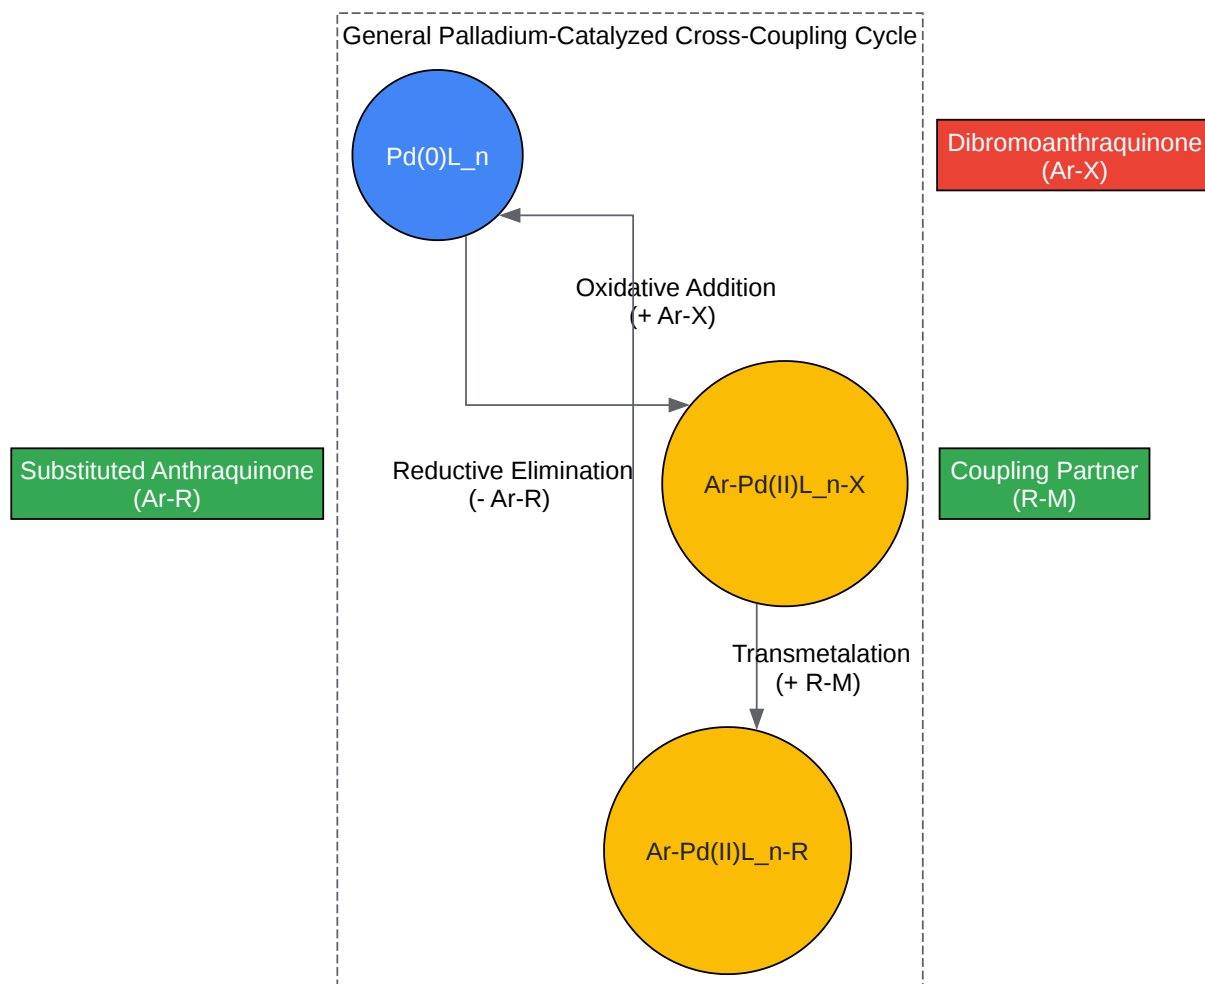 General Palladium-Catalyzed Cross-Coupling Cycle
Pd(0)L_n
Dibromoanthraquinone
(Ar-X)
Oxidative Addition
(+ Ar-X)
Substituted Anthraquinone
(Ar-R)
Reductive Elimination
(- Ar-R)
Ar-Pd(II)L_n-X
Coupling Partner
(R-M)
Transmetalation
(+ R-M)
Ar-Pd(II)L_n-R